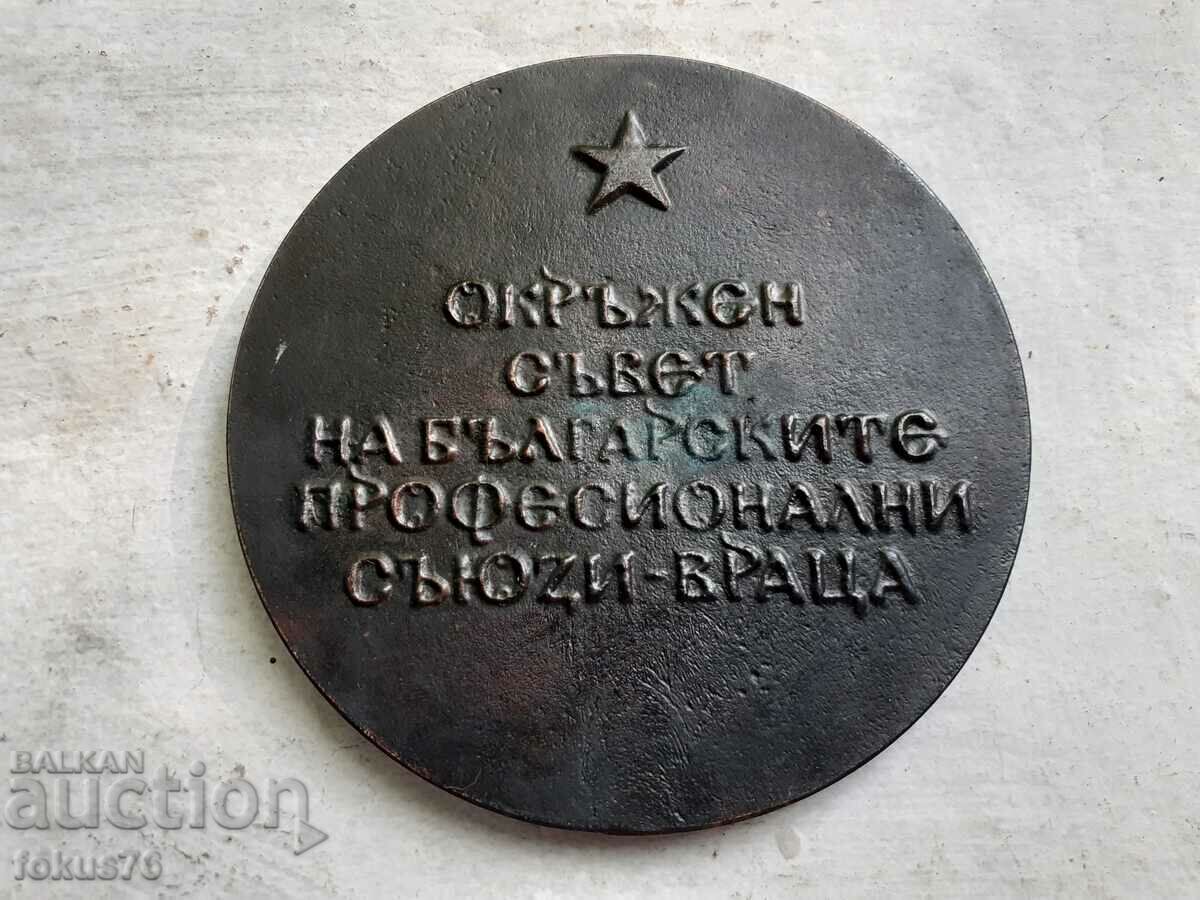 ОКРЪЖЕН
СЪВЕТ
НА БЪЛГАРСКИТЕ
ПРОФЕСИОНАЛНИ
СЪЮЗИ-ВРАЦА
BALKAN
auction
fokus76